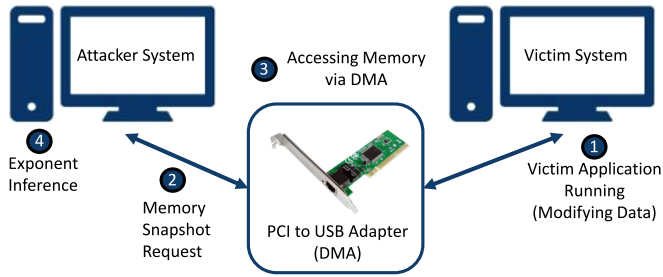 Attacker System
3
Accessing Memory
via DMA
Victim System
4
Exponent
Inference
2
Memory
Snapshot
Request
PCI to USB Adapter
(DMA)
1
Victim Application
Running
(Modifying Data)